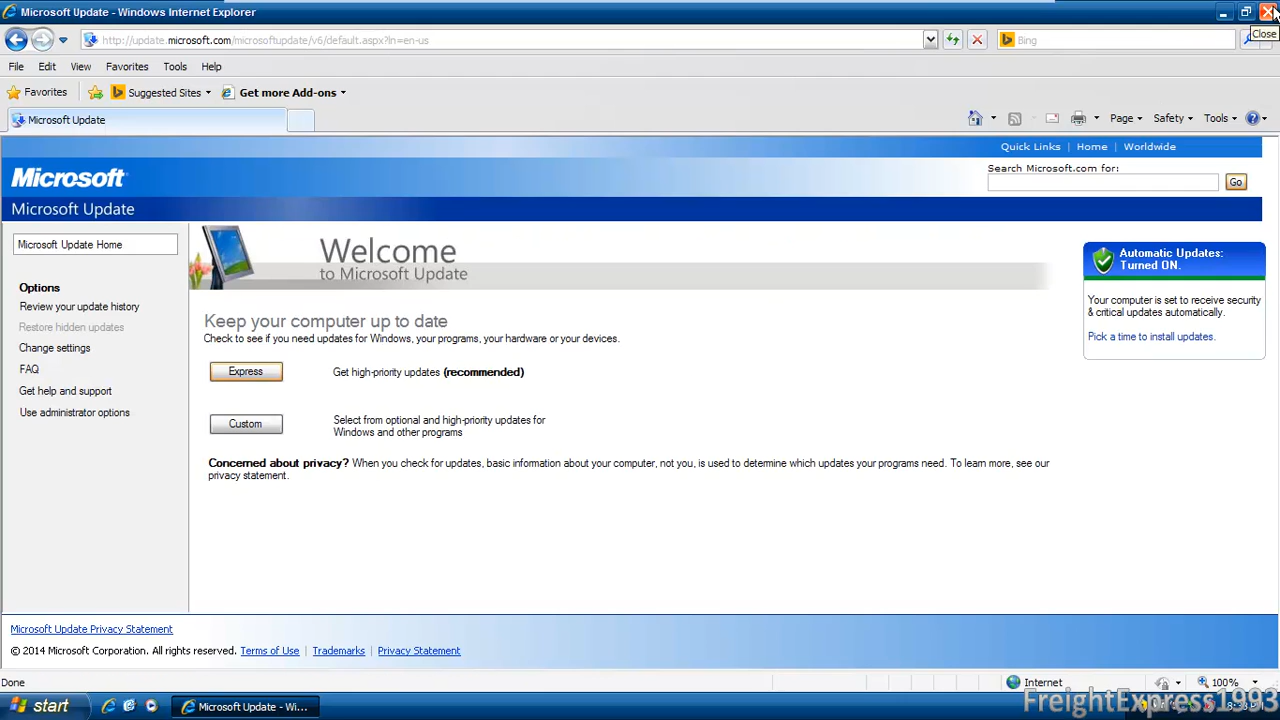 Microsoft Update - Windows Internet Explorer
Close
http://update.microsoft.com/microsoftupdate/v6/default.aspx?ln=en-us
Bing
File Edit View Favorites Tools Help
Favorites Suggested Sites Get more Add-ons
Microsoft Update
Page Safety Tools
Quick Links | Home | Worldwide
Microsoft
Search Microsoft.com for:
Go
Microsoft Update
Microsoft Update Home
Options
Review your update history
Restore hidden updates
Change settings
FAQ
Get help and support
Use administrator options
Welcome
to Microsoft Update
Keep your computer up to date
Check to see if you need updates for Windows, your programs, your hardware or your devices.
Express Get high-priority updates (recommended)
Custom Select from optional and high-priority updates for
Windows and other programs
Concerned about privacy? When you check for updates, basic information about your computer, not you, is used to determine which updates your programs need. To learn more, see our
privacy statement.
Automatic Updates:
Turned ON.
Your computer is set to receive security
& critical updates automatically.
Pick a time to install updates.
Microsoft Update Privacy Statement
© 2014 Microsoft Corporation. All rights reserved. Terms of Use | Trademarks | Privacy Statement
Done Internet 100%
start Microsoft Update - Wi...
FreightExpress1993